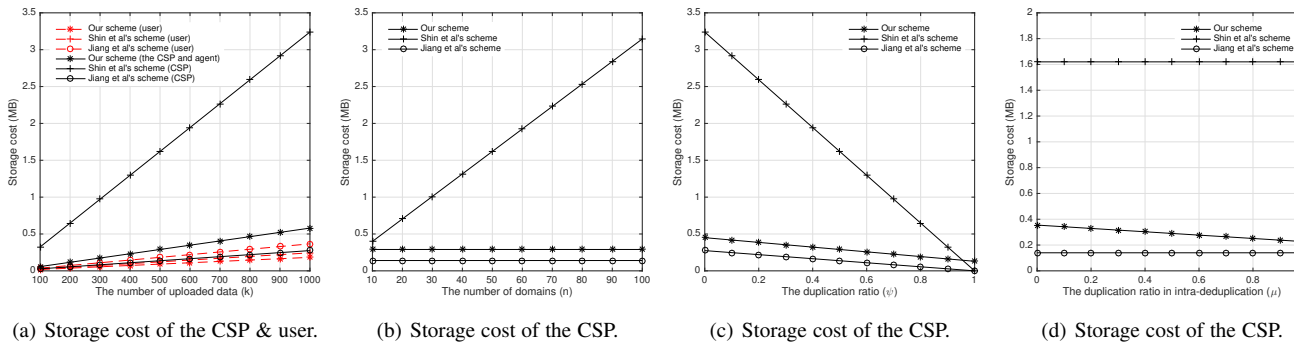 3.5
3
2.5
2
1.5
1
0.5
0
Storage cost (MB)
Our scheme (user)
Shin et al's scheme (user)
Jiang et al's scheme (user)
Our scheme (the CSP and agent)
Shin et al's scheme (CSP)
Jiang et al's scheme (CSP)
100 200 300 400 500 600 700 800 900 1000
The number of uploaded data (k)
(a) Storage cost of the CSP & user.
3.5
3
2.5
2
1.5
1
0.5
0
Storage cost (MB)
Our scheme
Shin et al's scheme
Jiang et al's scheme
10 20 30 40 50 60 70 80 90 100
The number of domains (n)
(b) Storage cost of the CSP.
3.5
3
2.5
2
1.5
1
0.5
0
Storage cost (MB)
Our scheme
Shin et al's scheme
Jiang et al's scheme
0 0.2 0.4 0.6 0.8 1
The duplication ratio (ψ)
(c) Storage cost of the CSP.
2
1.8
1.6
1.4
1.2
1
0.8
0.6
0.4
0.2
0
Storage cost (MB)
Our scheme
Shin et al's scheme
Jiang et al's scheme
0 0.2 0.4 0.6 0.8
The duplication ratio in intra-deduplication (μ)
(d) Storage cost of the CSP.